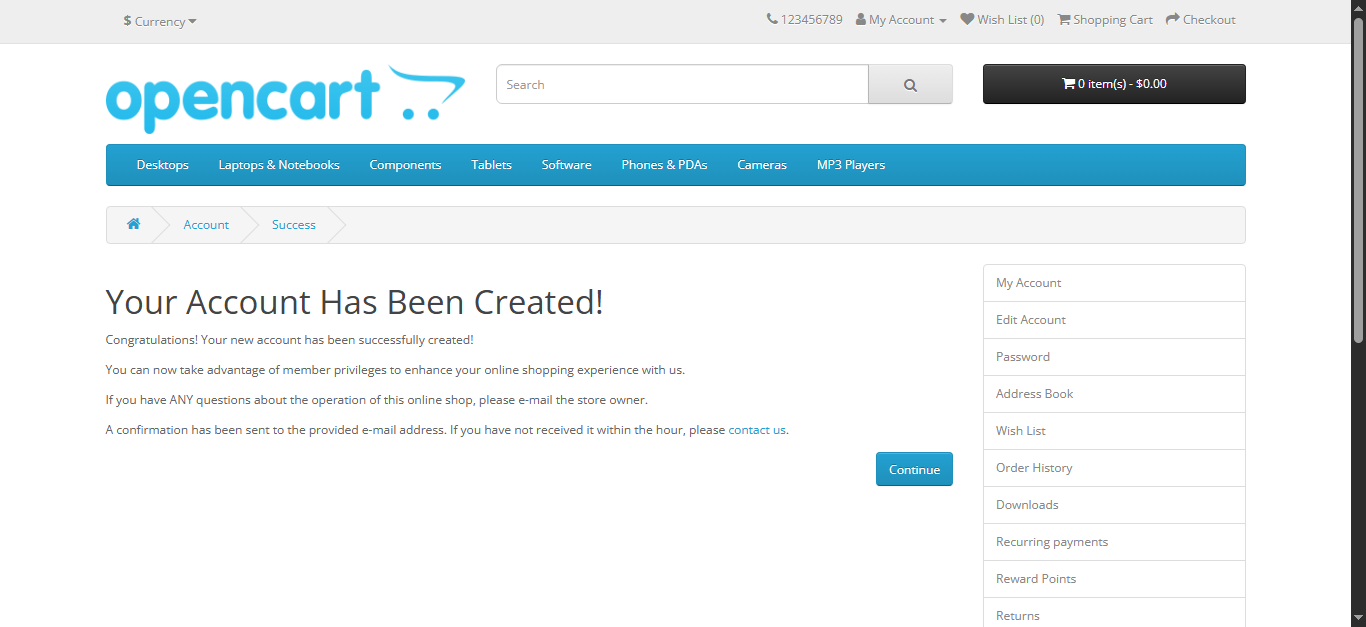 $ Currency
123456789 My Account Wish List (0) Shopping Cart Checkout
opencart
Search
0 item(s) - $0.00
Desktops Laptops & Notebooks Components Tablets Software Phones & PDAs Cameras MP3 Players
Account Success
Your Account Has Been Created!
Congratulations! Your new account has been successfully created!
You can now take advantage of member privileges to enhance your online shopping experience with us.
If you have ANY questions about the operation of this online shop, please e-mail the store owner.
A confirmation has been sent to the provided e-mail address. If you have not received it within the hour, please contact us.
Continue
My Account
Edit Account
Password
Address Book
Wish List
Order History
Downloads
Recurring payments
Reward Points
Returns